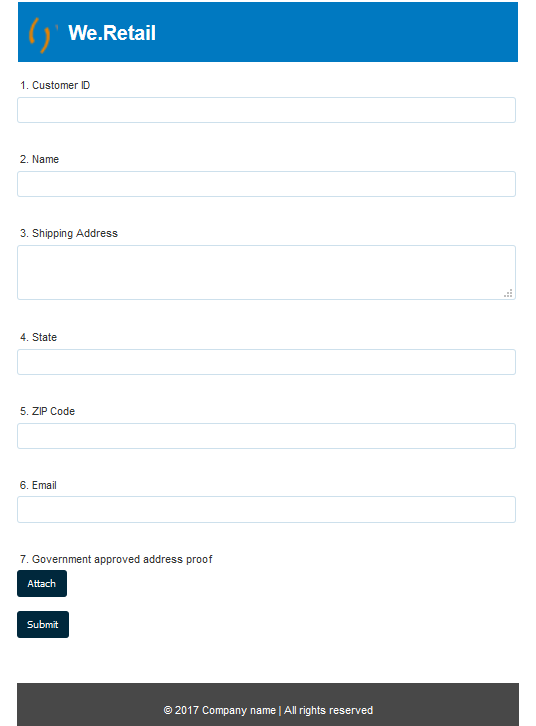 We.Retail
1. Customer ID
2. Name
3. Shipping Address
4. State
5. ZIP Code
6. Email
7. Government approved address proof
Attach
Submit
© 2017 Company name | All rights reserved